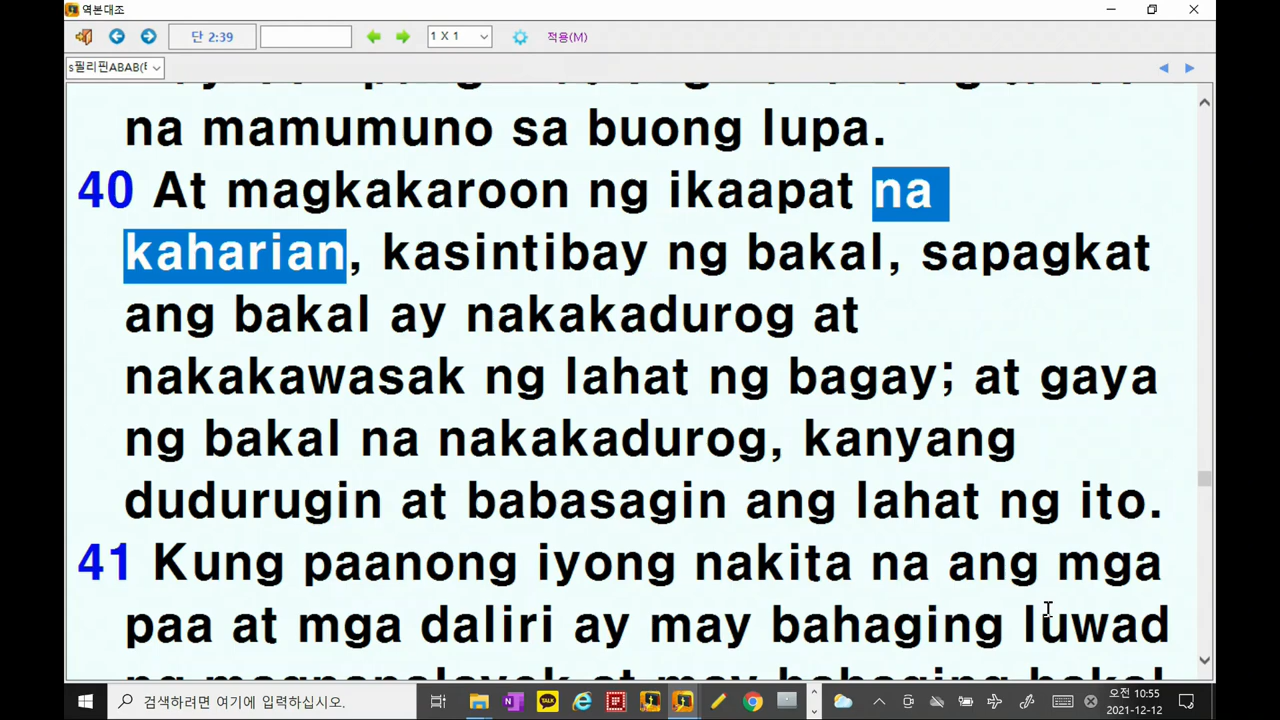 역본대조
단 2:39
1 X 1
적용(M)
s필리핀ABAB(E
na mamumuno sa buong lupa.
40 At magkakaroon ng ikaapat na
kaharian, kasintibay ng bakal, sapagkat
ang bakal ay nakakadurog at
nakakawasak ng lahat ng bagay; at gaya
ng bakal na nakakadurog, kanyang
dudurugin at babasagin ang lahat ng ito.
41 Kung paanong iyong nakita na ang mga
paa at mga daliri ay may bahaging luwad
검색하려면 여기에 입력하십시오.
TALK
오전 10:55
2021-12-12